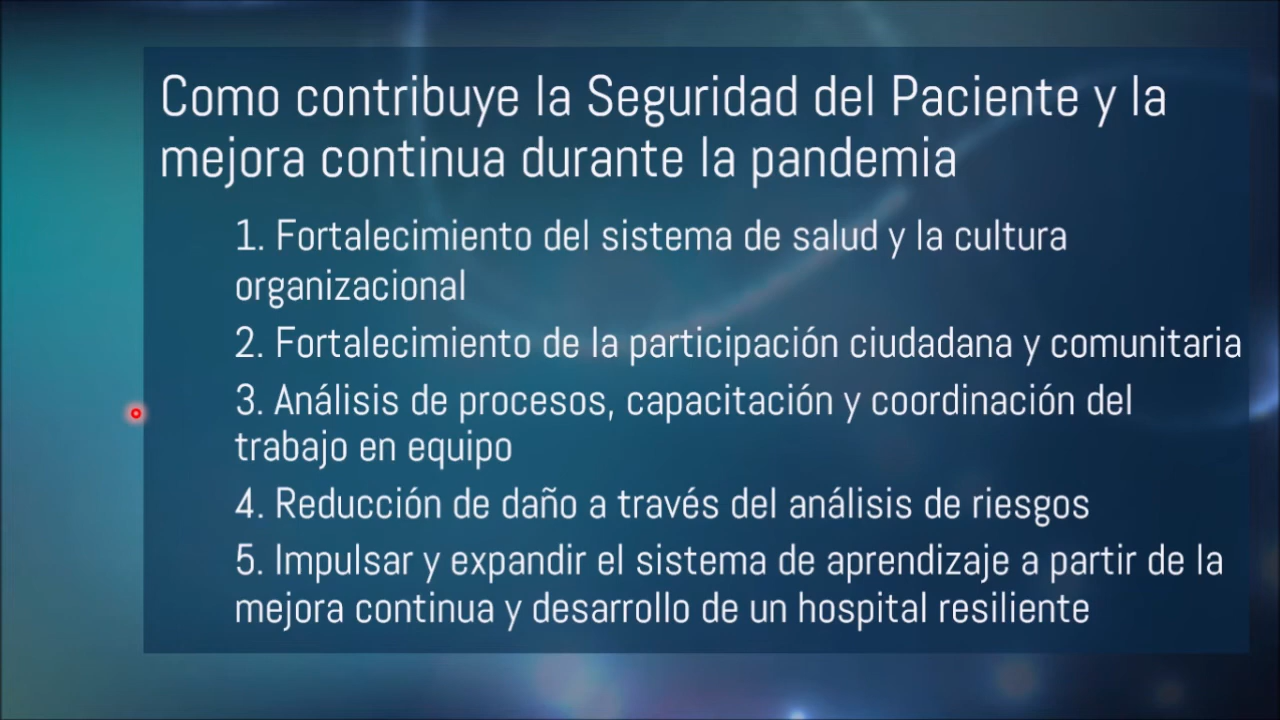 Como contribuye la Seguridad del Paciente y la
mejora continua durante la pandemia
1. Fortalecimiento del sistema de salud y la cultura
organizacional
2. Fortalecimiento de la participación ciudadana y comunitaria
3. Análisis de procesos, capacitación y coordinación del
trabajo en equipo
4. Reducción de daño a través del análisis de riesgos
5. Impulsar y expandir el sistema de aprendizaje a partir de la
mejora continua y desarrollo de un hospital resiliente